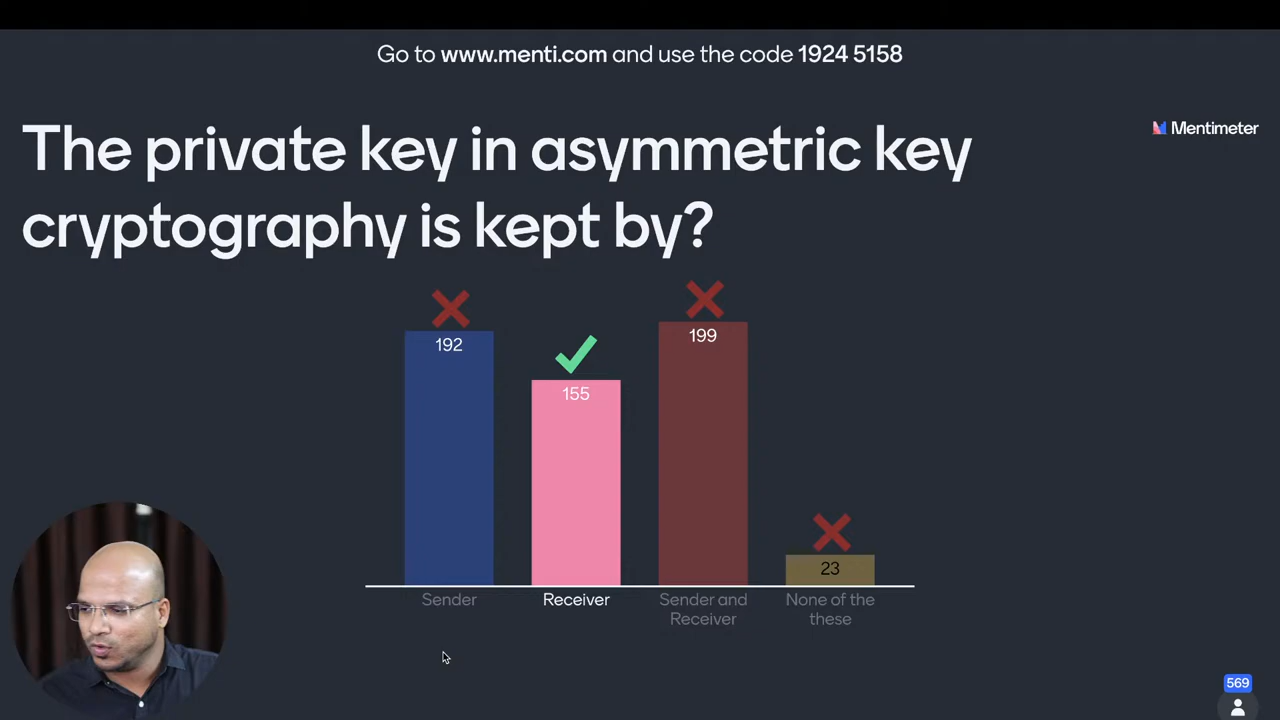 Go to www.menti.com and use the code 1924 5158
Mentimeter
The private key in asymmetric key
cryptography is kept by?
192
155
199
23
Sender
Receiver
Sender and
Receiver
None of the
these
569